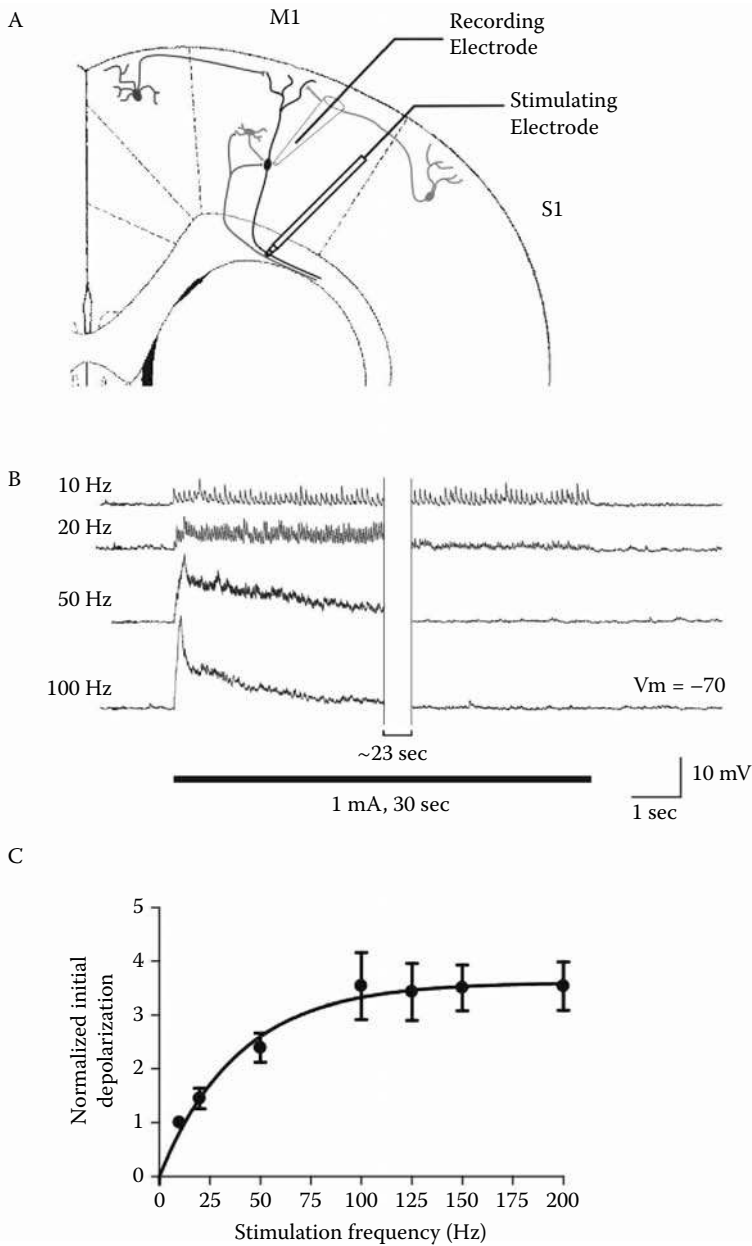 A
M1
Recording
Electrode
Stimulating
Electrode
S1
B
10 Hz
20 Hz
50 Hz
100 Hz
Vm = −70
~23 sec
10 mV
1 mA, 30 sec
1 sec
C
Normalized initial
depolarization
5
4
3
2
1
0
0 25 50 75 100 125 150 175 200
Stimulation frequency (Hz)